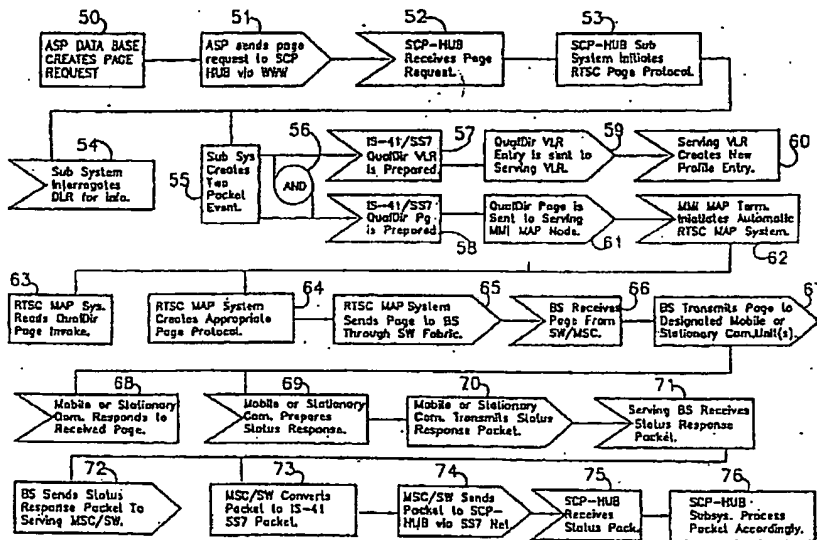 50
ASP DATA BASE
CREATES PAGE
REQUEST
51
ASP sends page
request to SCP
HUB via WWW
52
SCP-HUB
Receives Page
Request.
53
SCP-HUB Sub
System Initiates
RTSC Page Protocol.
54
Sub System
Interrogates
DLR for info.
55
Sub Sys
Creates
Two
Packet
Event.
56
AND
57
IS-41/SS7
QualDir VLR
is Prepared.
58
IS-41/SS7
QualDir Pg
is Prepared
59
QualDir VLR
Entry is sent to
Serving VLR.
60
Serving VLR
Creates New
Profile Entry.
61
QualDir Page is
Sent to Serving
MMI MAP Node.
62
MMI MAP Term.
Initiates Automatic
RTSC MAP System.
63
RTSC MAP Sys.
Reads QualDir
Page Invoke.
64
RTSC MAP System
Creates Appropriate
Page Protocol.
65
RTSC MAP System
Sends Page to BS
Through SW Fabric.
66
BS Receives
Page From
SW/MSC.
67
BS Transmits Page to
Designated Mobile or
Stationary Com.Unit(s).
68
Mobile or Stationary
Com. Responds to
Received Page.
69
Mobile or Stationary
Com. Prepares
Status Response.
70
Mobile or Stationary
Com. Transmits Status
Response Packet.
71
Serving BS Receives
Status Response
Packet.
72
BS Sends Status
Response Packet To
Serving MSC/SW.
73
MSC/SW Converts
Packet to IS-41
SS7 Packet.
74
MSC/SW Sends
Packet to SCP-
HUB via SS7 Net
75
SCP-HUB
Receives
Status Pack.
76
SCP-HUB
Subsys. Process
Packet Accordingly.